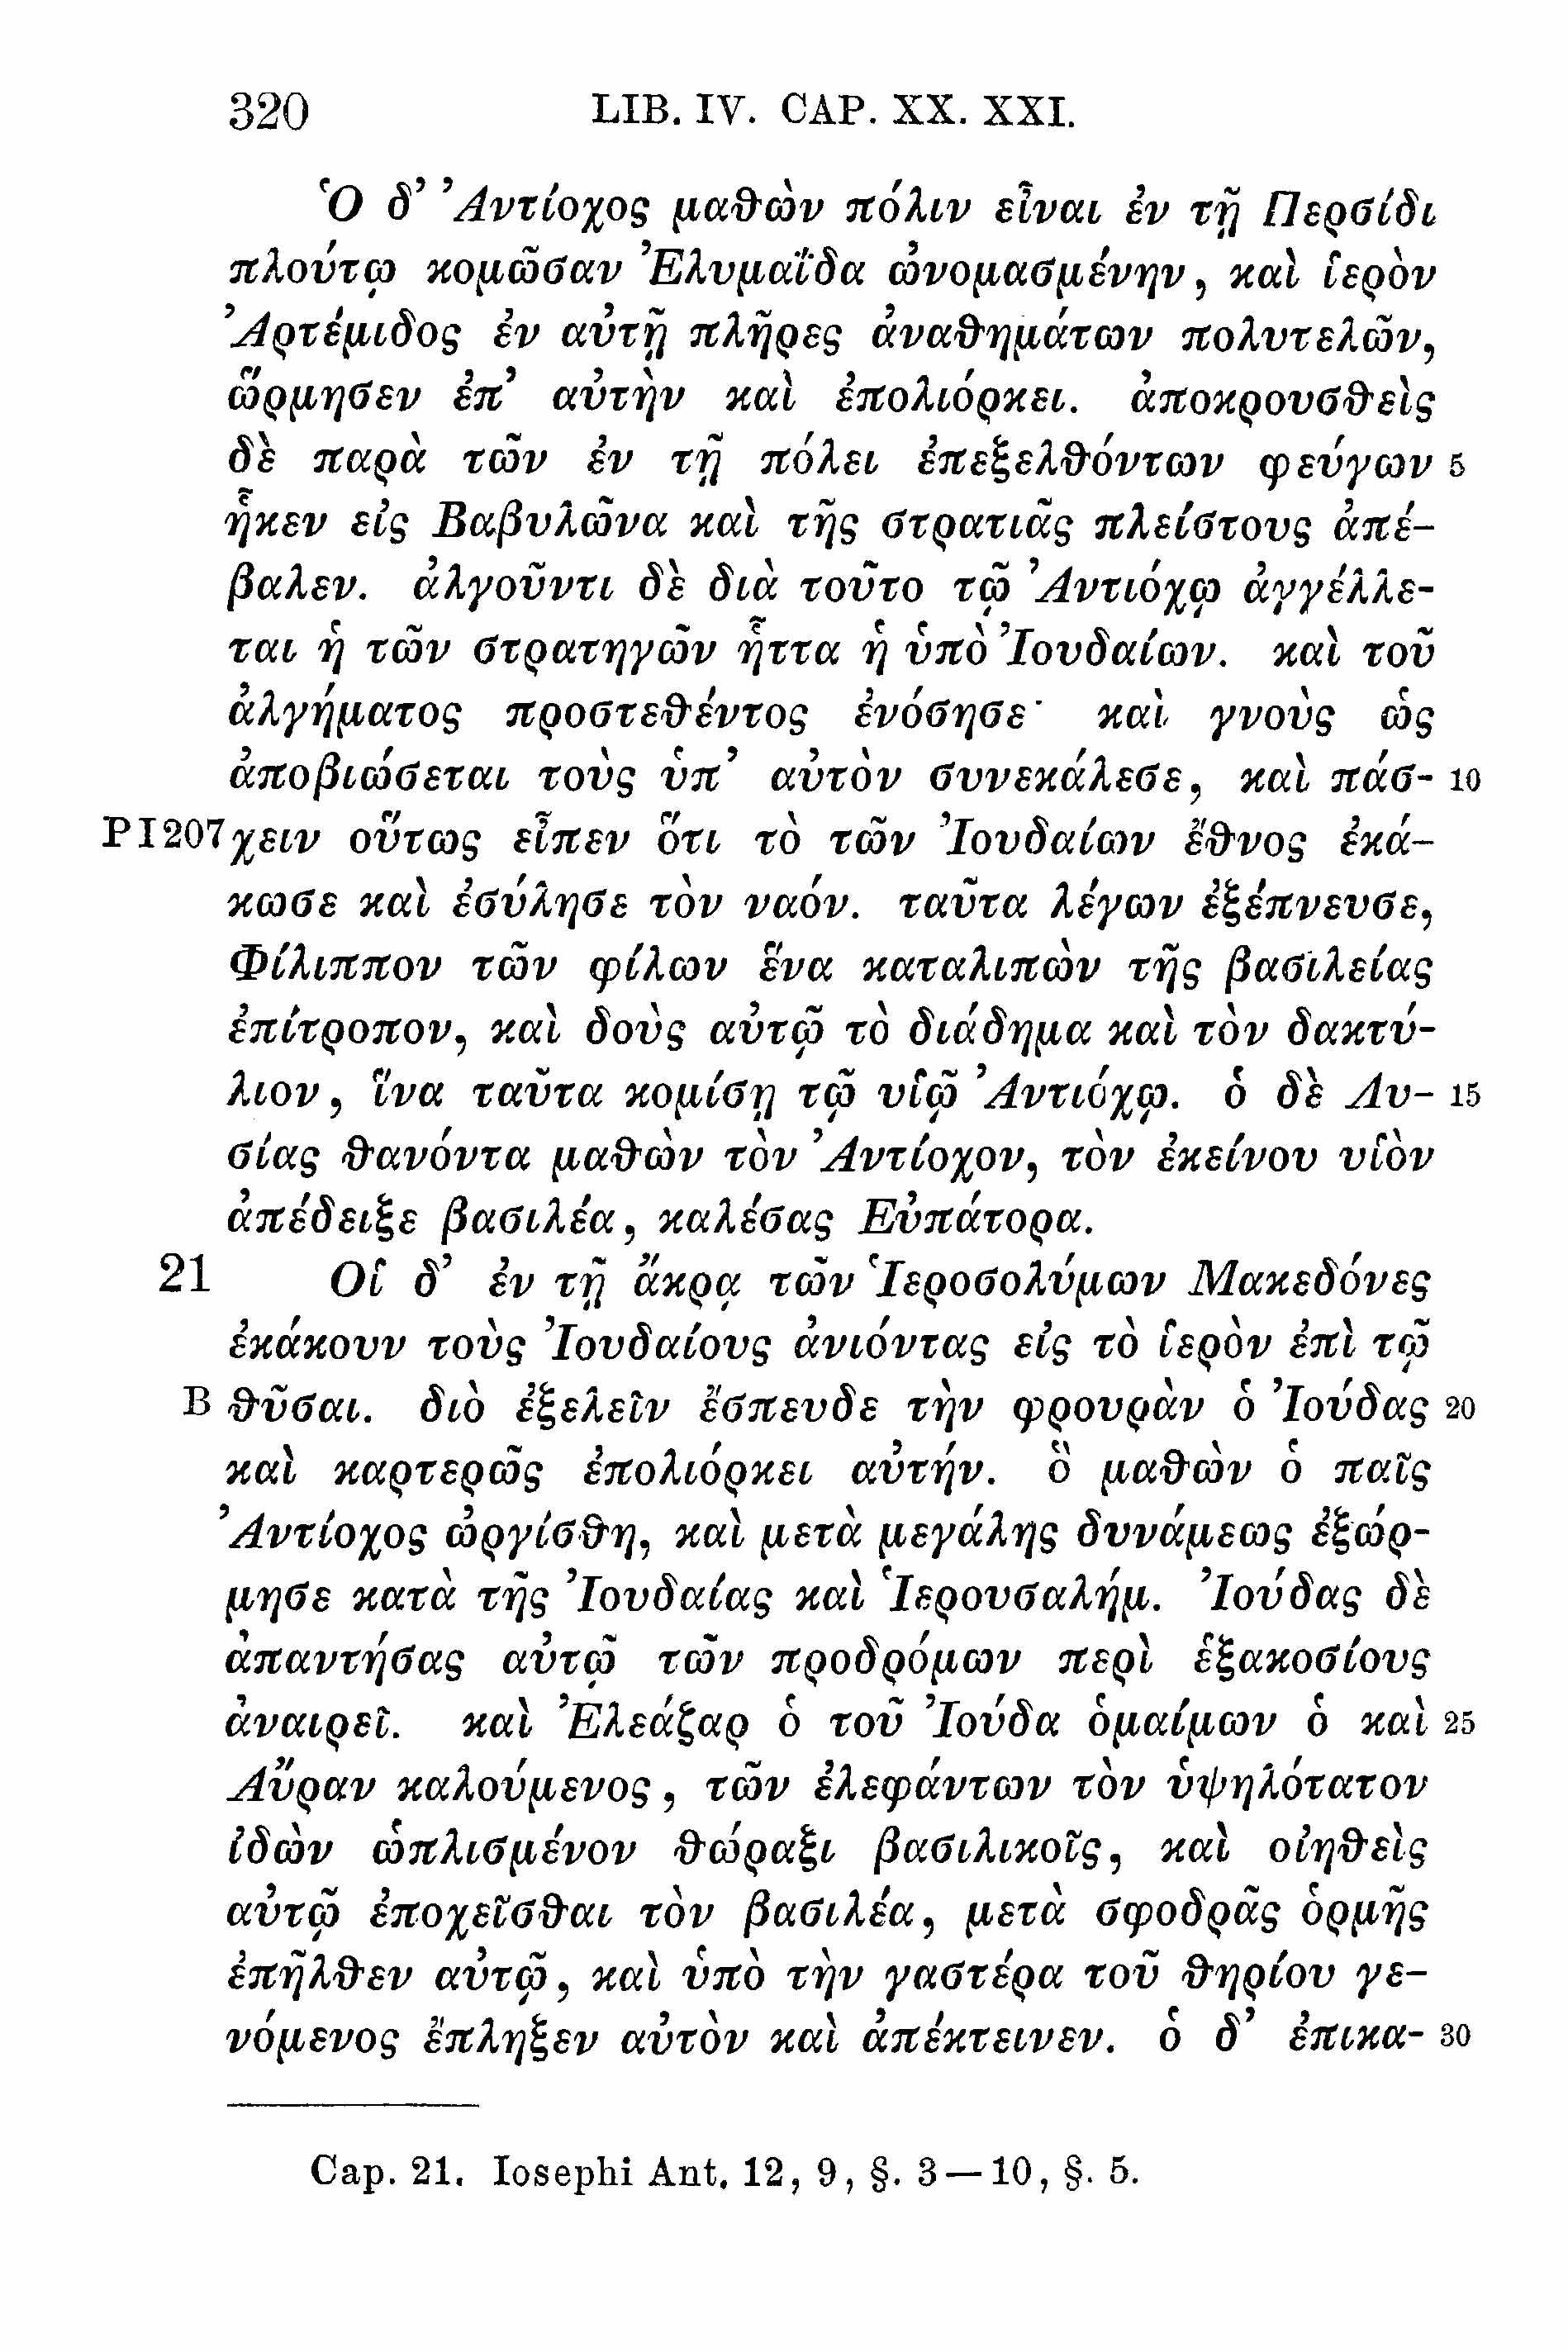 320 LIB. IV. CAP. XX. XXI.
Ὁ δ’ Ἀντίοχος μαθὼν πόλιν εἶναι ἐν τῇ Περσίδι
πλούτῳ κομῶσαν Ἐλυμαΐδα ὠνομασμένην, καὶ ἱερὸν
Ἀρτέμιδος ἐν αὐτῇ πλῆρες ἀναθημάτων πολυτελῶν,
ὥρμησεν ἐπ’ αὐτὴν καὶ ἐπολιόρκει. ἀποκρουσθεὶς
δὲ παρὰ τῶν ἐν τῇ πόλει ἐπεξελθόντων φεύγων 5
ἧκεν εἰς Βαβυλῶνα καὶ τῆς στρατιᾶς πλείστους ἀπέ-
βαλεν. ἀλγοῦντι δὲ διὰ τοῦτο τῷ Ἀντιόχῳ ἀγγέλλε-
ται ἡ τῶν στρατηγῶν ἧττα ἡ ὑπὸ Ἰουδαίων. καὶ τοῦ
ἀλγήματος προστεθέντος ἐνόσησε· καὶ γνοὺς ὡς
ἀποβιώσεται τοὺς ὑπ’ αὐτὸν συνεκάλεσε, καὶ πάσ- 10
PI207 χειν οὕτως εἶπεν ὅτι τὸ τῶν Ἰουδαίων ἔθνος ἐκά-
κωσε καὶ ἐσύλησε τὸν ναόν. ταῦτα λέγων ἐξέπνευσε,
Φίλιππον τῶν φίλων ἕνα καταλιπὼν τῆς βασιλείας
ἐπίτροπον, καὶ δοὺς αὐτῷ τὸ διάδημα καὶ τὸν δακτύ-
λιον, ἵνα ταῦτα κομίσῃ τῷ υἱῷ Ἀντιόχῳ. ὁ δὲ Λυ- 15
σίας θανόντα μαθὼν τὸν Ἀντίοχον, τὸν ἐκείνου υἱὸν
ἀπέδειξε βασιλέα, καλέσας Εὐπάτορα.
21 Οἱ δ’ ἐν τῇ ἄκρᾳ τῶν Ἱεροσολύμων Μακεδόνες
ἐκάκουν τοὺς Ἰουδαίους ἀνιόντας εἰς τὸ ἱερὸν ἐπὶ τῷ
B θῦσαι. διὸ ἐξελεῖν ἔσπευδε τὴν φρουρὰν ὁ Ἰούδας 20
καὶ καρτερῶς ἐπολιόρκει αὐτήν. ὃ μαθὼν ὁ παῖς
Ἀντίοχος ὠργίσθη, καὶ μετὰ μεγάλης δυνάμεως ἐξώρ-
μησε κατὰ τῆς Ἰουδαίας καὶ Ἱερουσαλήμ. Ἰούδας δὲ
ἀπαντήσας αὐτῷ τῶν προδρόμων περὶ ἑξακοσίους
ἀναιρεῖ. καὶ Ἐλεάζαρ ὁ τοῦ Ἰούδα ὁμαίμων ὁ καὶ 25
Αὔραν καλούμενος, τῶν ἐλεφάντων τὸν ὑψηλότατον
ἰδὼν ὡπλισμένον θώραξι βασιλικοῖς, καὶ οἰηθεὶς
αὐτῷ ἐποχεῖσθαι τὸν βασιλέα, μετὰ σφοδρᾶς ὁρμῆς
ἐπῆλθεν αὐτῷ, καὶ ὑπὸ τὴν γαστέρα τοῦ θηρίου γε-
νόμενος ἔπληξεν αὐτὸν καὶ ἀπέκτεινεν. ὁ δ’ ἐπικα- 30
Cap. 21. Iosephi Ant. 12, 9, §. 3—10, §. 5.